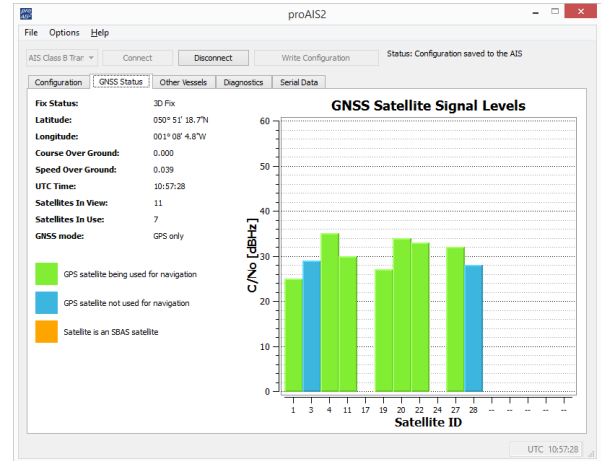 pro AIS²
proAIS2
File Options Help
AIS Class B Tran
Connect
Disconnect
Write Configuration
Status: Configuration saved to the AIS
Configuration GNSS Status Other Vessels Diagnostics Serial Data
Fix Status: 3D Fix
Latitude: 050° 51' 18.7"N
Longitude: 001° 08' 4.8"W
Course Over Ground: 0.000
Speed Over Ground: 0.039
UTC Time: 10:57:28
Satellites In View: 11
Satellites In Use: 7
GNSS mode: GPS only
GPS satellite being used for navigation
GPS satellite not used for navigation
Satellite is an SBAS satellite
GNSS Satellite Signal Levels
60
50
40
30
20
10
0
C/No [dBHz]
1 3 4 11 17 19 20 22 24 27 28 -- -- -- -- --
Satellite ID
UTC 10:57:28